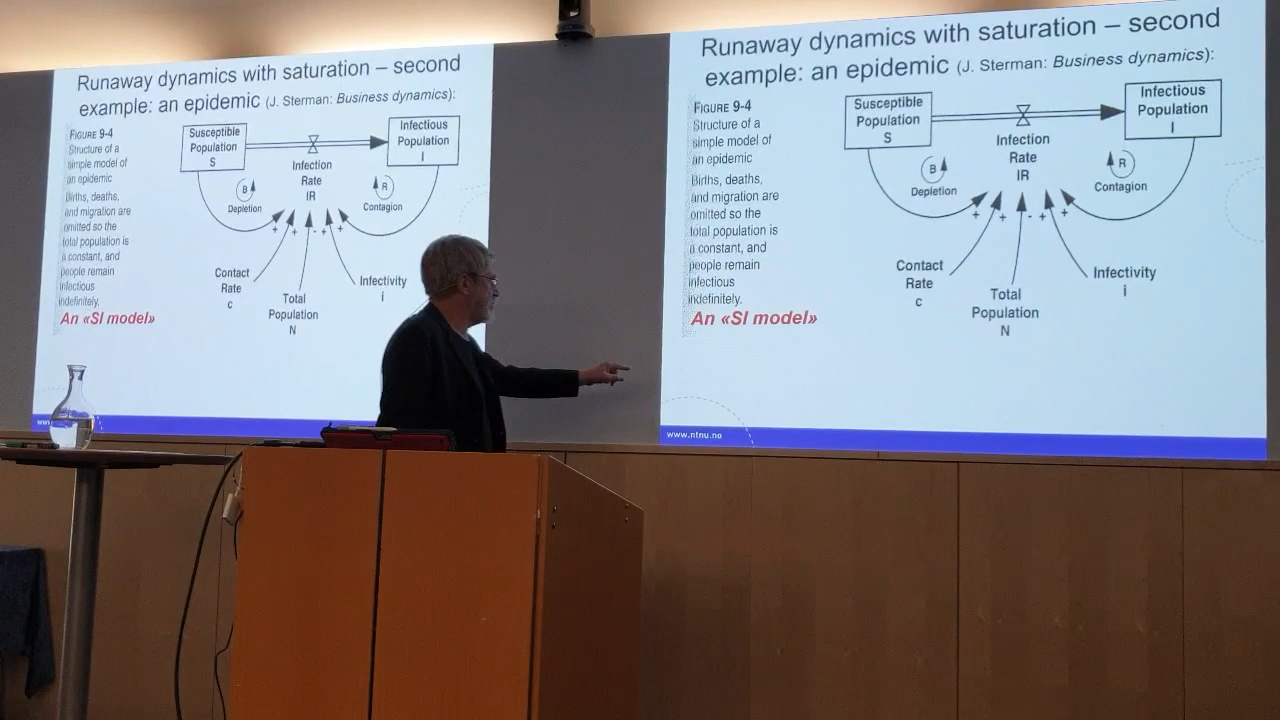 Runaway dynamics with saturation – second
example: an epidemic (J. Sterman: Business dynamics):
FIGURE 9-4
Structure of a
simple model of
an epidemic
Births, deaths,
and migration are
omitted so the
total population is
a constant, and
people remain
infectious
indefinitely.
An «SI model»
Susceptible
Population
S
Infection
Rate
IR
Infectious
Population
I
B
Depletion
R
Contagion
+ + - + +
Contact
Rate
c
Total
Population
N
Infectivity
i
Runaway dynamics with saturation – second
example: an epidemic (J. Sterman: Business dynamics):
FIGURE 9-4
Structure of a
simple model of
an epidemic
Births, deaths,
and migration are
omitted so the
total population is
a constant, and
people remain
infectious
indefinitely.
An «SI model»
Susceptible
Population
S
Infection
Rate
IR
Infectious
Population
I
B
Depletion
R
Contagion
+ + - + +
Contact
Rate
c
Total
Population
N
Infectivity
i
www.ntnu.no